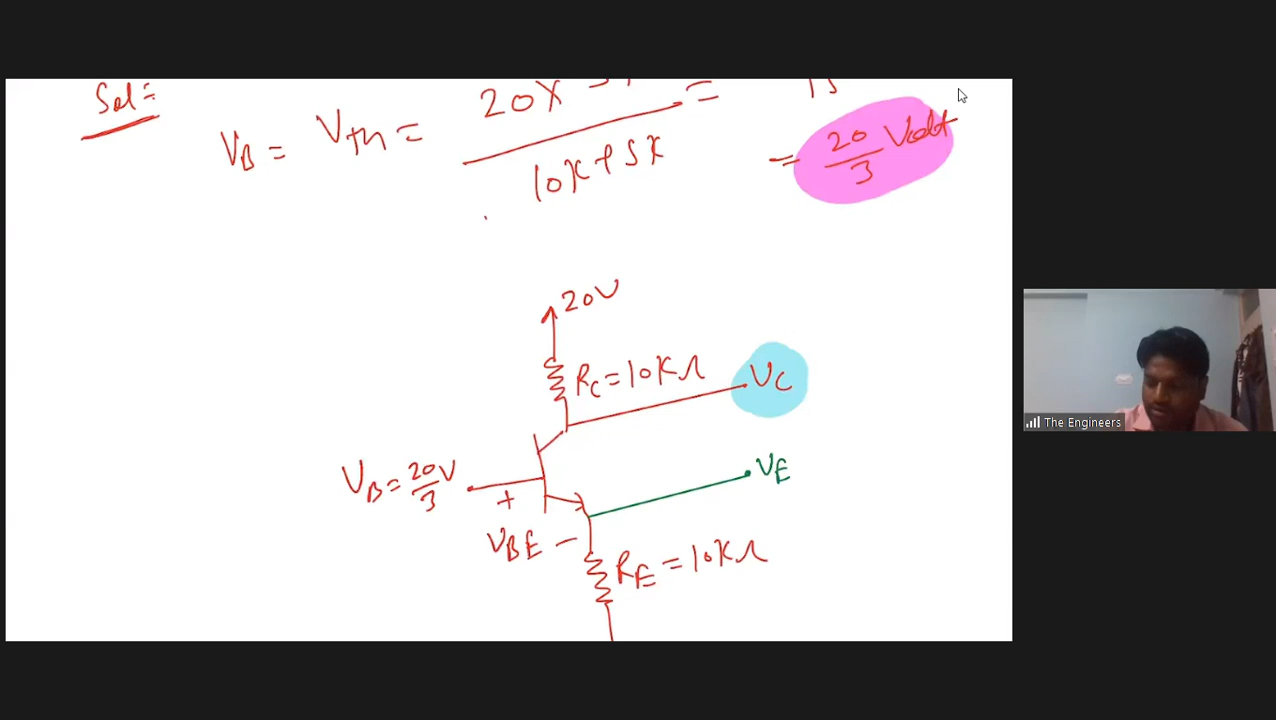 Sol=
VB = Vth = 20X
10K+5K
= 20/3 Volt
20V
RC=10KΩ
VC
VB=20/3 V
+
VE
VBE −
RE=10KΩ
The Engineers